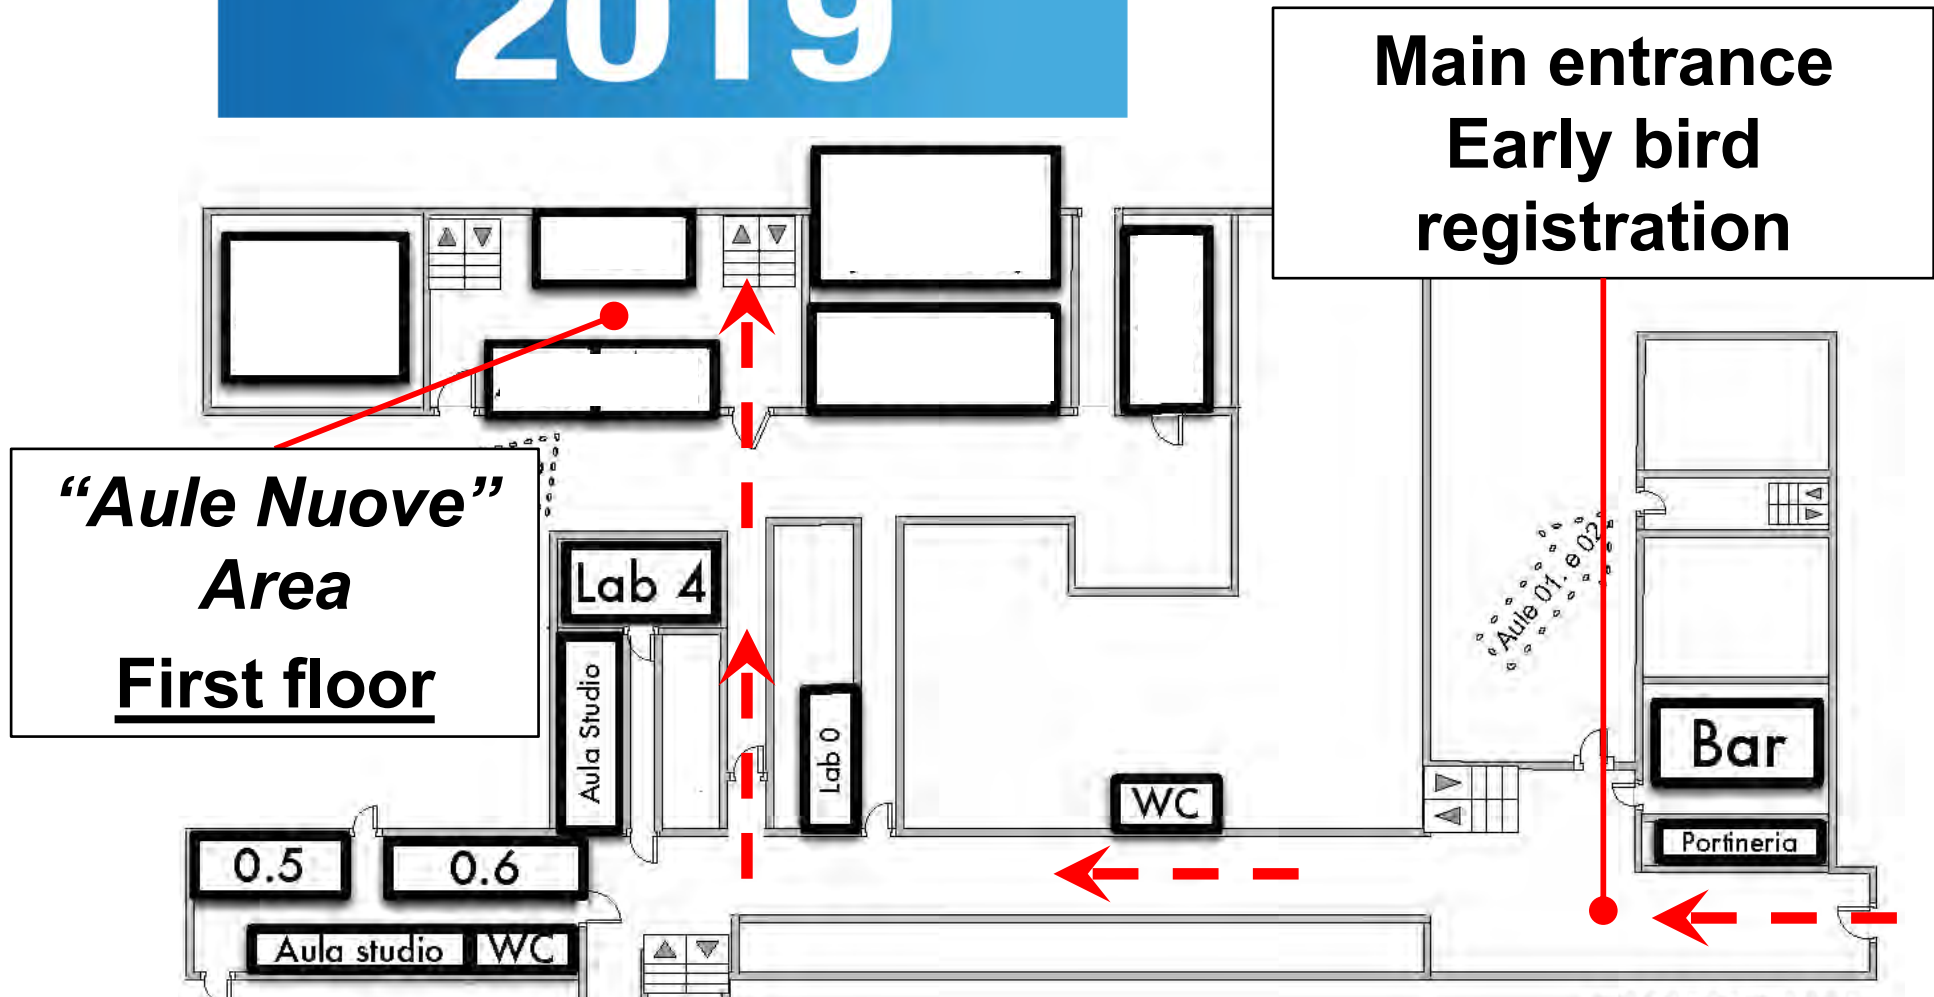 2019
Main entrance
Early bird
registration
“Aule Nuove”
Area
First floor
Lab 4
Aula Studio
Lab 0
Aule 01. e 02
WC
Bar
Portineria
0.5
0.6
Aula studio
WC